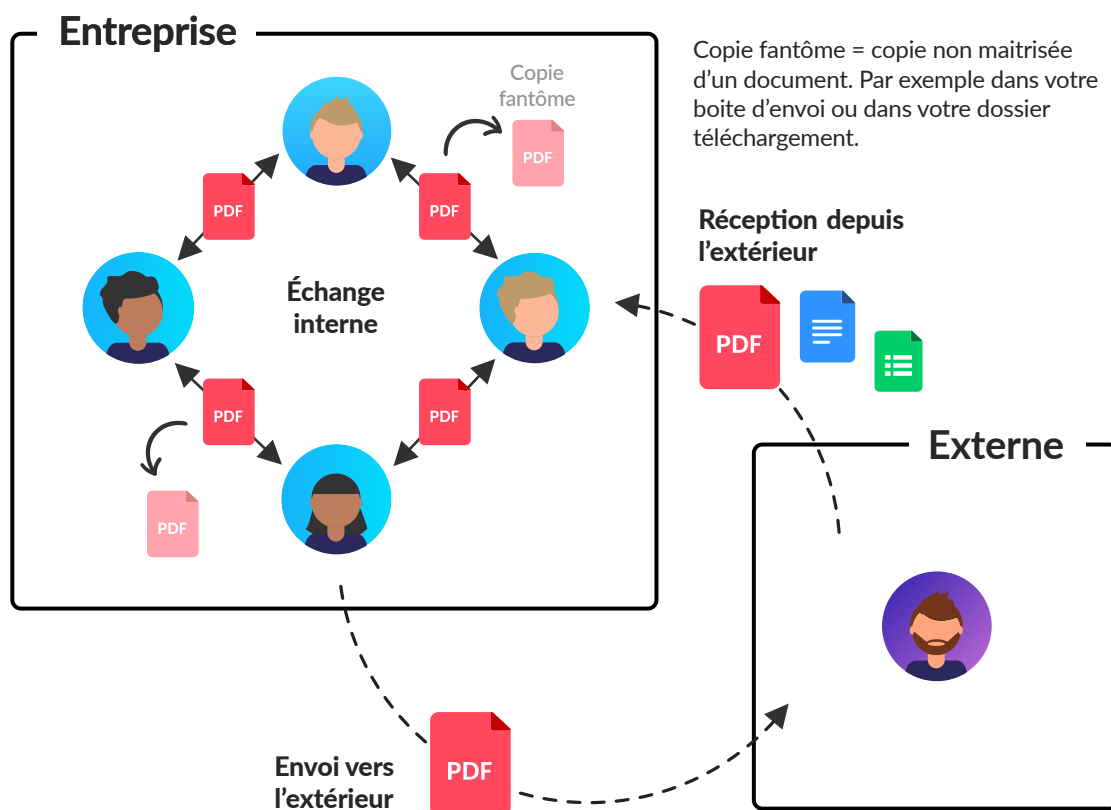 Entreprise
Copie fantôme = copie non maitrisée
d'un document. Par exemple dans votre
boite d'envoi ou dans votre dossier
téléchargement.
Copie
fantôme
PDF
PDF
PDF
Réception depuis
l'extérieur
Échange
interne
PDF
PDF
PDF
PDF
Externe
PDF
Envoi vers
l'extérieur